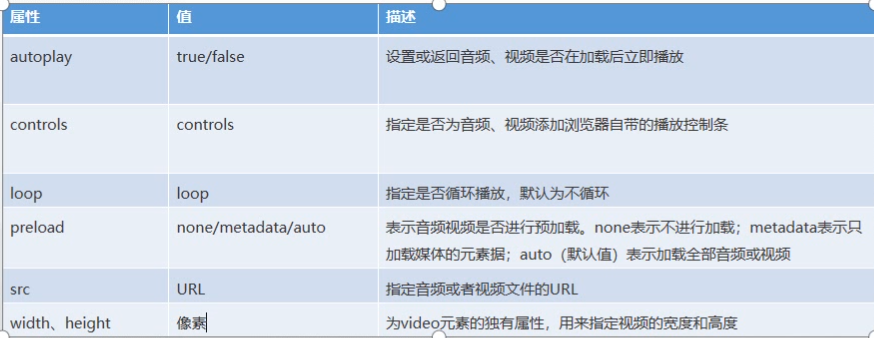 属性 值 描述
autoplay true/false 设置或返回音频、视频是否在加载后立即播放
controls controls 指定是否为音频、视频添加浏览器自带的播放控制条
loop loop 指定是否循环播放，默认为不循环
preload none/metadata/auto 表示音频视频是否进行预加载。none表示不进行加载；metadata表示只
加载媒体的元素据；auto（默认值）表示加载全部音频或视频
src URL 指定音频或者视频文件的URL
width、height 像素 为video元素的独有属性，用来指定视频的宽度和高度